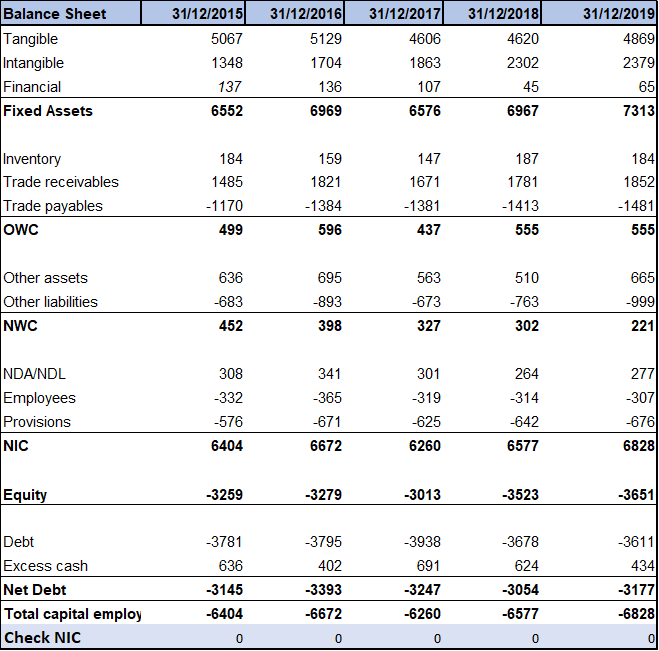 Balance Sheet 31/12/2015 31/12/2016 31/12/2017 31/12/2018 31/12/2019
Tangible 5067 5129 4606 4620 4869
Intangible 1348 1704 1863 2302 2379
Financial 137 136 107 45 65
Fixed Assets 6552 6969 6576 6967 7313
Inventory 184 159 147 187 184
Trade receivables 1485 1821 1671 1781 1852
Trade payables -1170 -1384 -1381 -1413 -1481
OWC 499 596 437 555 555
Other assets 636 695 563 510 665
Other liabilities -683 -893 -673 -763 -999
NWC 452 398 327 302 221
NDA/NDL 308 341 301 264 277
Employees -332 -365 -319 -314 -307
Provisions -576 -671 -625 -642 -676
NIC 6404 6672 6260 6577 6828
Equity -3259 -3279 -3013 -3523 -3651
Debt -3781 -3795 -3938 -3678 -3611
Excess cash 636 402 691 624 434
Net Debt -3145 -3393 -3247 -3054 -3177
Total capital employ -6404 -6672 -6260 -6577 -6828
Check NIC 0 0 0 0 0